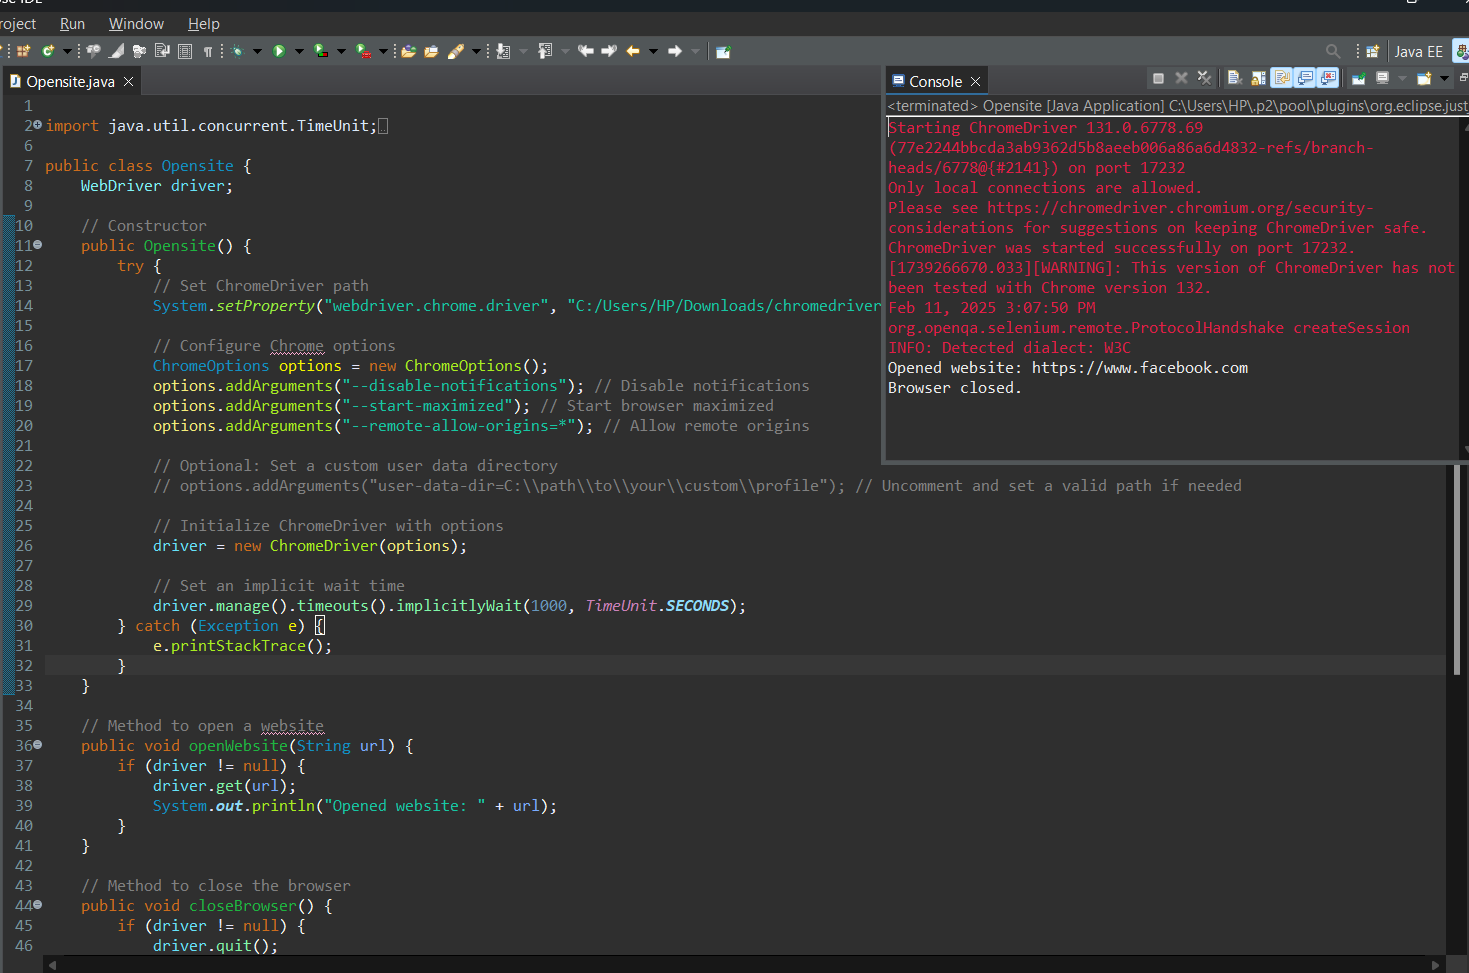 Run Window Help
Java EE
Opensite.java
1
2 import java.util.concurrent.TimeUnit;
6
7 public class Opensite {
8 WebDriver driver;
9
10 // Constructor
11 public Opensite() {
12 try {
13 // Set ChromeDriver path
14 System.setProperty("webdriver.chrome.driver", "C:/Users/HP/Downloads/chromedriver
15
16 // Configure Chrome options
17 ChromeOptions options = new ChromeOptions();
18 options.addArguments("--disable-notifications"); // Disable notifications
19 options.addArguments("--start-maximized"); // Start browser maximized
20 options.addArguments("--remote-allow-origins=*"); // Allow remote origins
21
22 // Optional: Set a custom user data directory
23 // options.addArguments("user-data-dir=C:\\path\\to\\your\\custom\\profile"); // Uncomment and set a valid path if needed
24
25 // Initialize ChromeDriver with options
26 driver = new ChromeDriver(options);
27
28 // Set an implicit wait time
29 driver.manage().timeouts().implicitlyWait(1000, TimeUnit.SECONDS);
30 } catch (Exception e) {
31 e.printStackTrace();
32 }
33 }
34
35 // Method to open a website
36 public void openWebsite(String url) {
37 if (driver != null) {
38 driver.get(url);
39 System.out.println("Opened website: " + url);
40 }
41 }
42
43 // Method to close the browser
44 public void closeBrowser() {
45 if (driver != null) {
46 driver.quit();
Console
<terminated> Opensite [Java Application] C:\Users\HP\.p2\pool\plugins\org.eclipse.just
Starting ChromeDriver 131.0.6778.69
(77e2244bbcda3ab9362d5b8aeeb006a86a6d4832-refs/branch-
heads/6778@{#2141}) on port 17232
Only local connections are allowed.
Please see https://chromedriver.chromium.org/security-
considerations for suggestions on keeping ChromeDriver safe.
ChromeDriver was started successfully on port 17232.
[1739266670.033][WARNING]: This version of ChromeDriver has not
been tested with Chrome version 132.
Feb 11, 2025 3:07:50 PM
org.openqa.selenium.remote.ProtocolHandshake createSession
INFO: Detected dialect: W3C
Opened website: https://www.facebook.com
Browser closed.